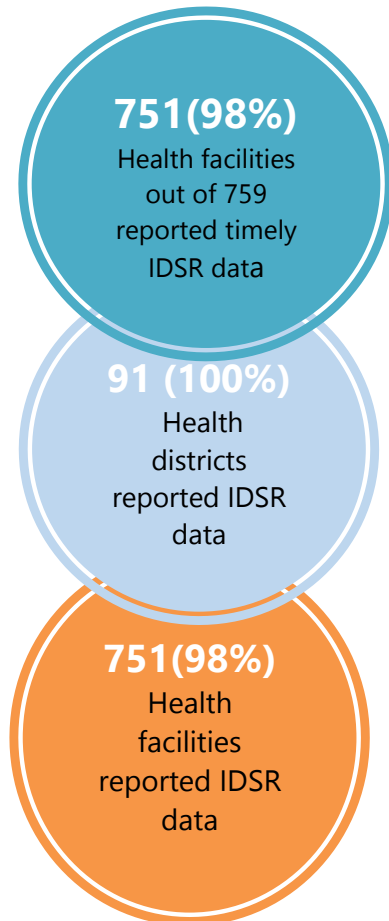 751(98%)
Health facilities
out of 759
reported timely
IDSR data
91 (100%)
Health
districts
reported IDSR
data
751(98%)
Health
facilities
reported IDSR
data